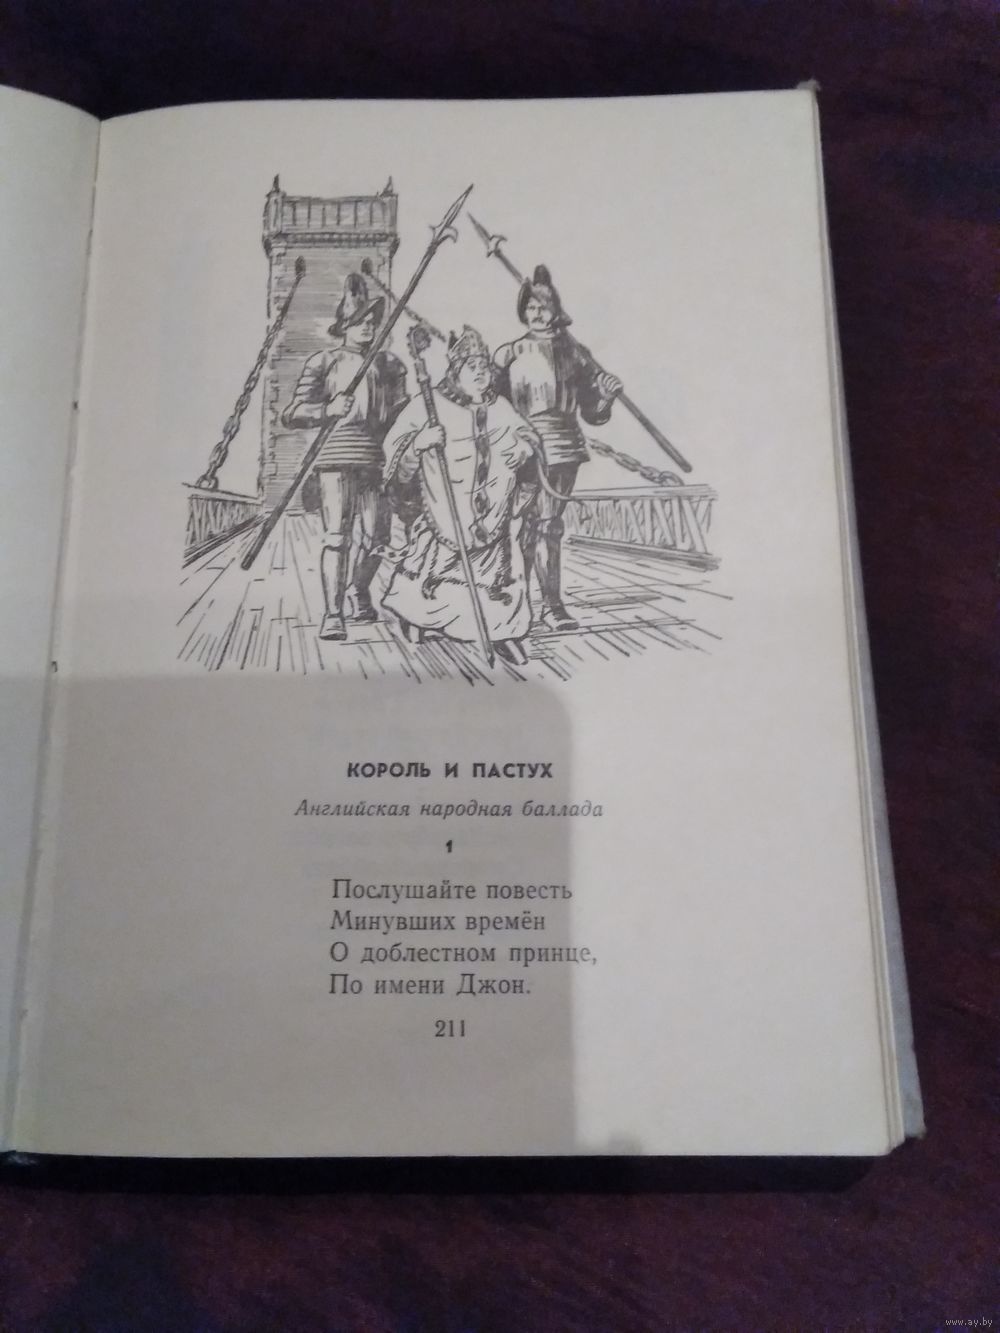 КОРОЛЬ И ПАСТУХ
Английская народная баллада
1
Послушайте повесть
Минувших времён
О доблестном принце,
По имени Джон.
211
www.ay.by